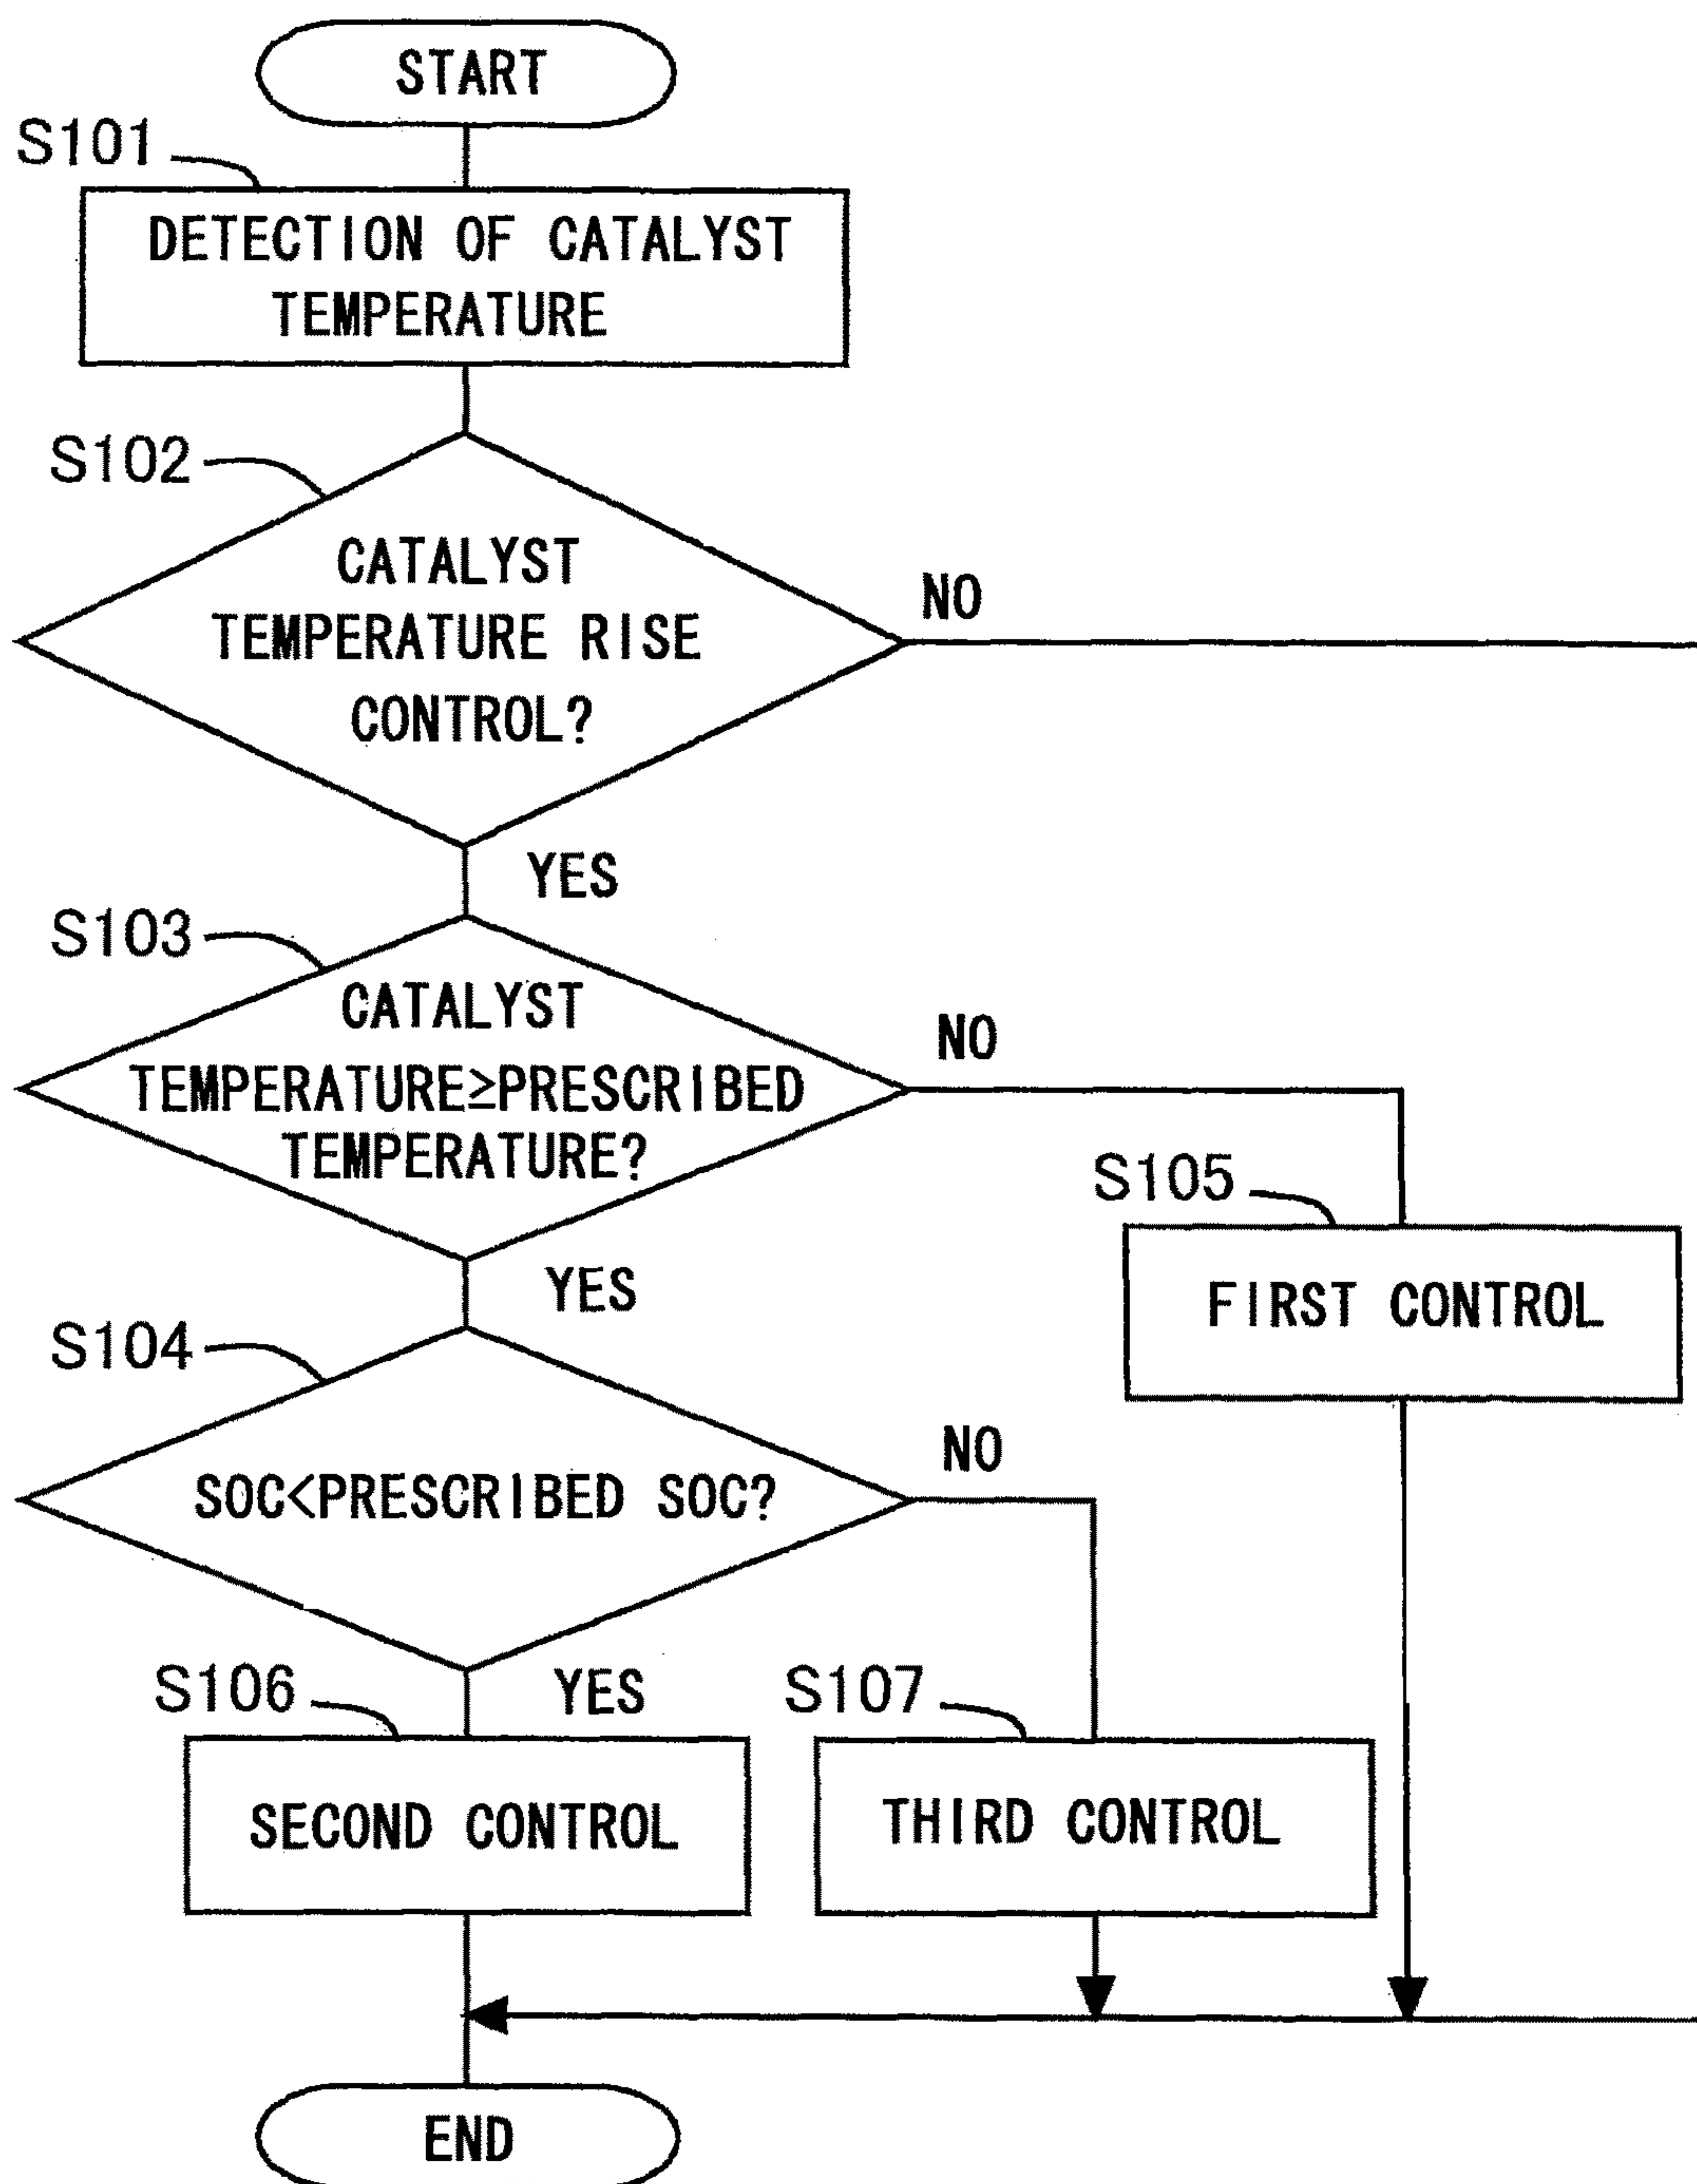 START
S101
DETECTION OF CATALYST
TEMPERATURE
S102
CATALYST
TEMPERATURE RISE
CONTROL?
NO
YES
S103
CATALYST
TEMPERATURE≥PRESCRIBED
TEMPERATURE?
NO
YES
S105
FIRST CONTROL
S104
SOC<PRESCRIBED SOC?
NO
YES
S106
SECOND CONTROL
S107
THIRD CONTROL
END